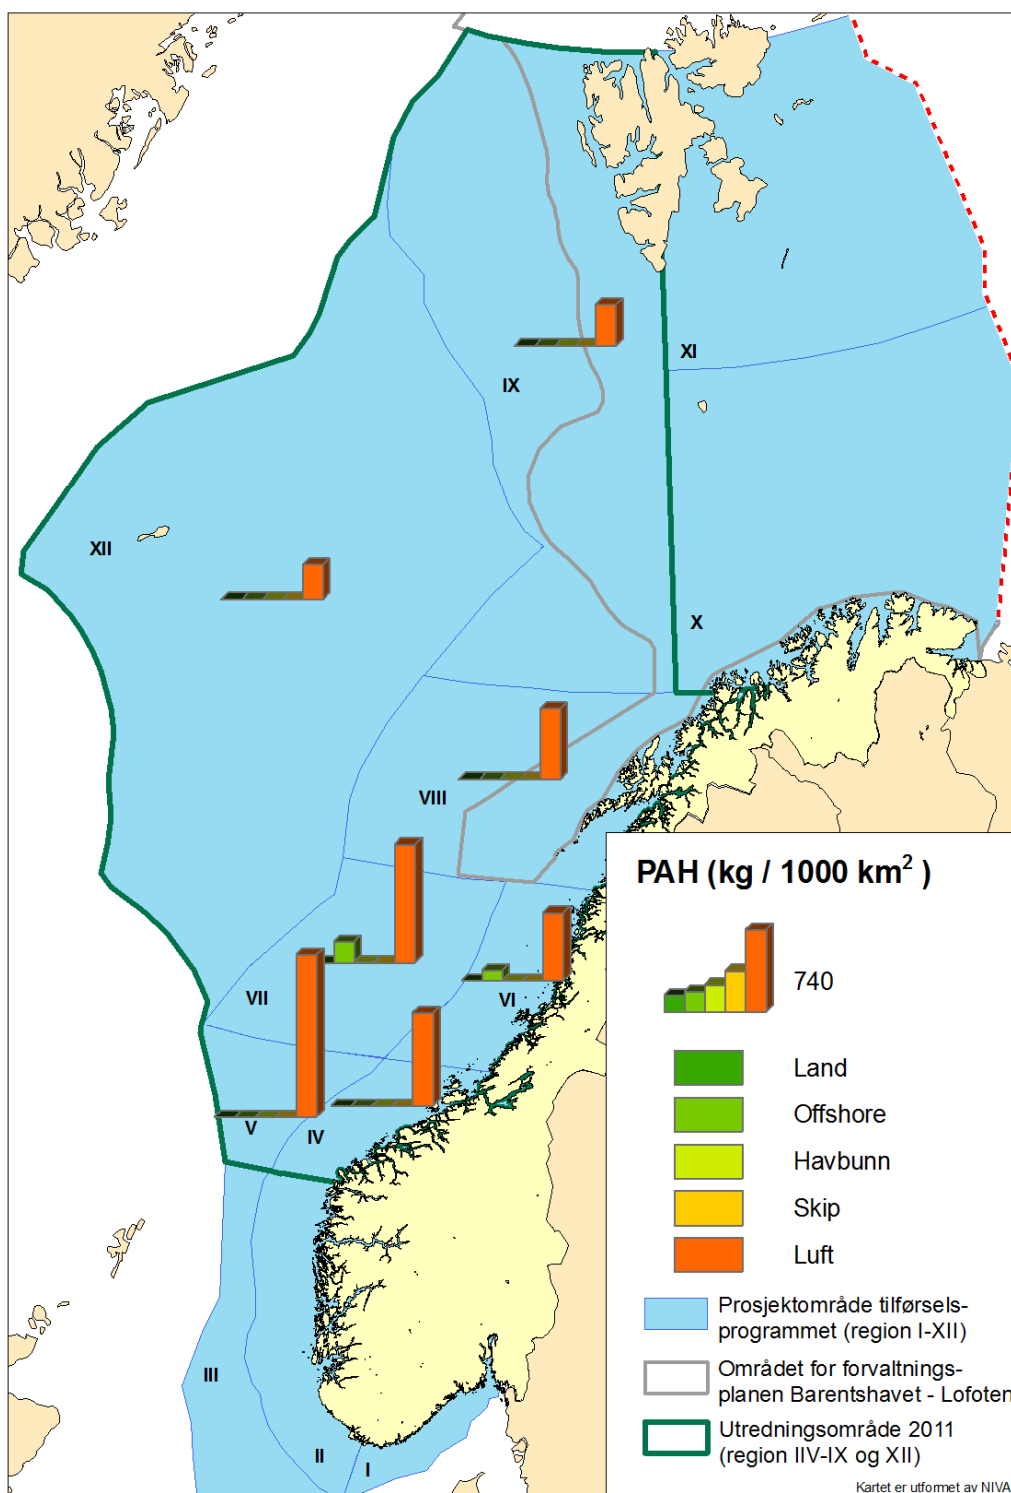 XI
IX
XII
X
VIII
VII
VI
V
IV
III
II
I
PAH (kg / 1000 km²)
740
Land
Offshore
Havbunn
Skip
Luft
Prosjektområde tilførsels-
programmet (region I-XII)
Området for forvaltnings-
planen Barentshavet - Lofoten
Utredningsområde 2011
(region IIV-IX og XII)
Kartet er utformet av NIVA